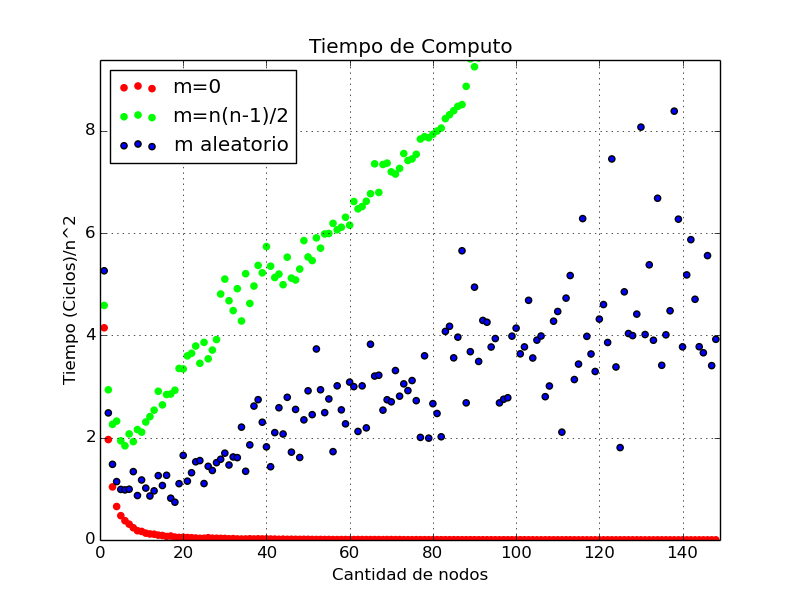 Tiempo de Computo
m=0
m=n(n-1)/2
m aleatorio
Tiempo (Ciclos)/n^2
8
6
4
2
0
0 20 40 60 80 100 120 140
Cantidad de nodos